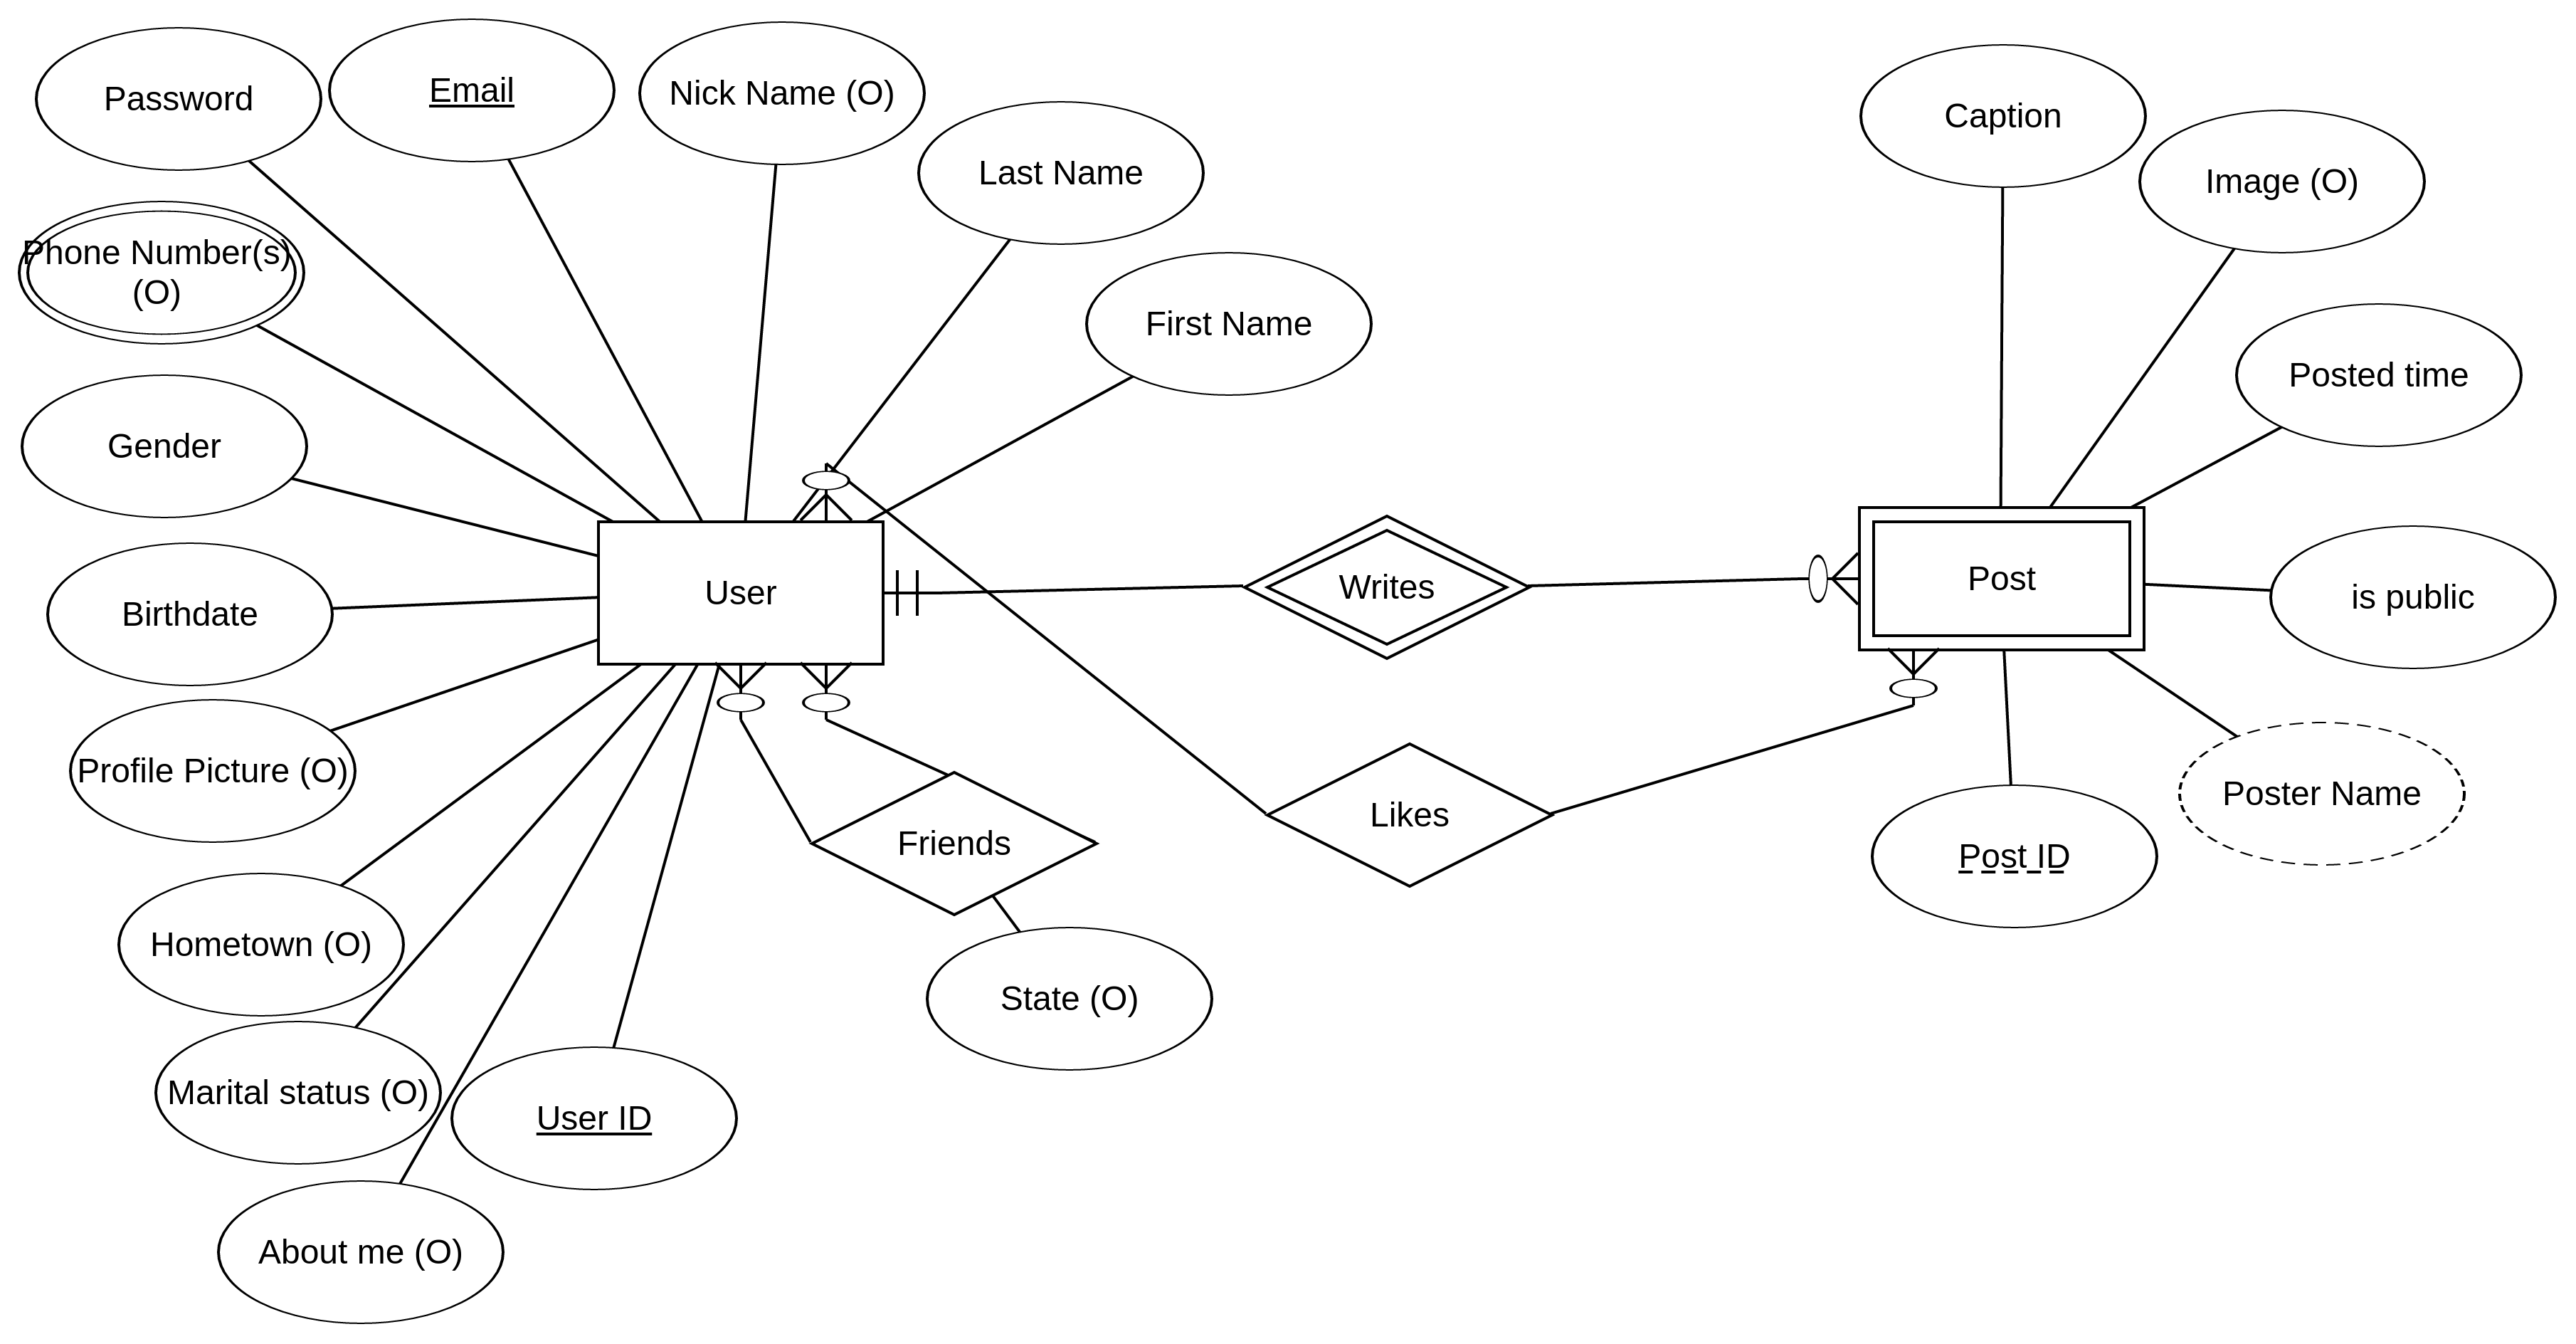 Password
Email
Nick Name (O)
Last Name
Phone Number(s)
(O)
First Name
Gender
Birthdate
Profile Picture (O)
Hometown (O)
Marital status (O)
About me (O)
User ID
User
Friends
State (O)
Writes
Likes
Caption
Image (O)
Posted time
Post
is public
Poster Name
Post ID